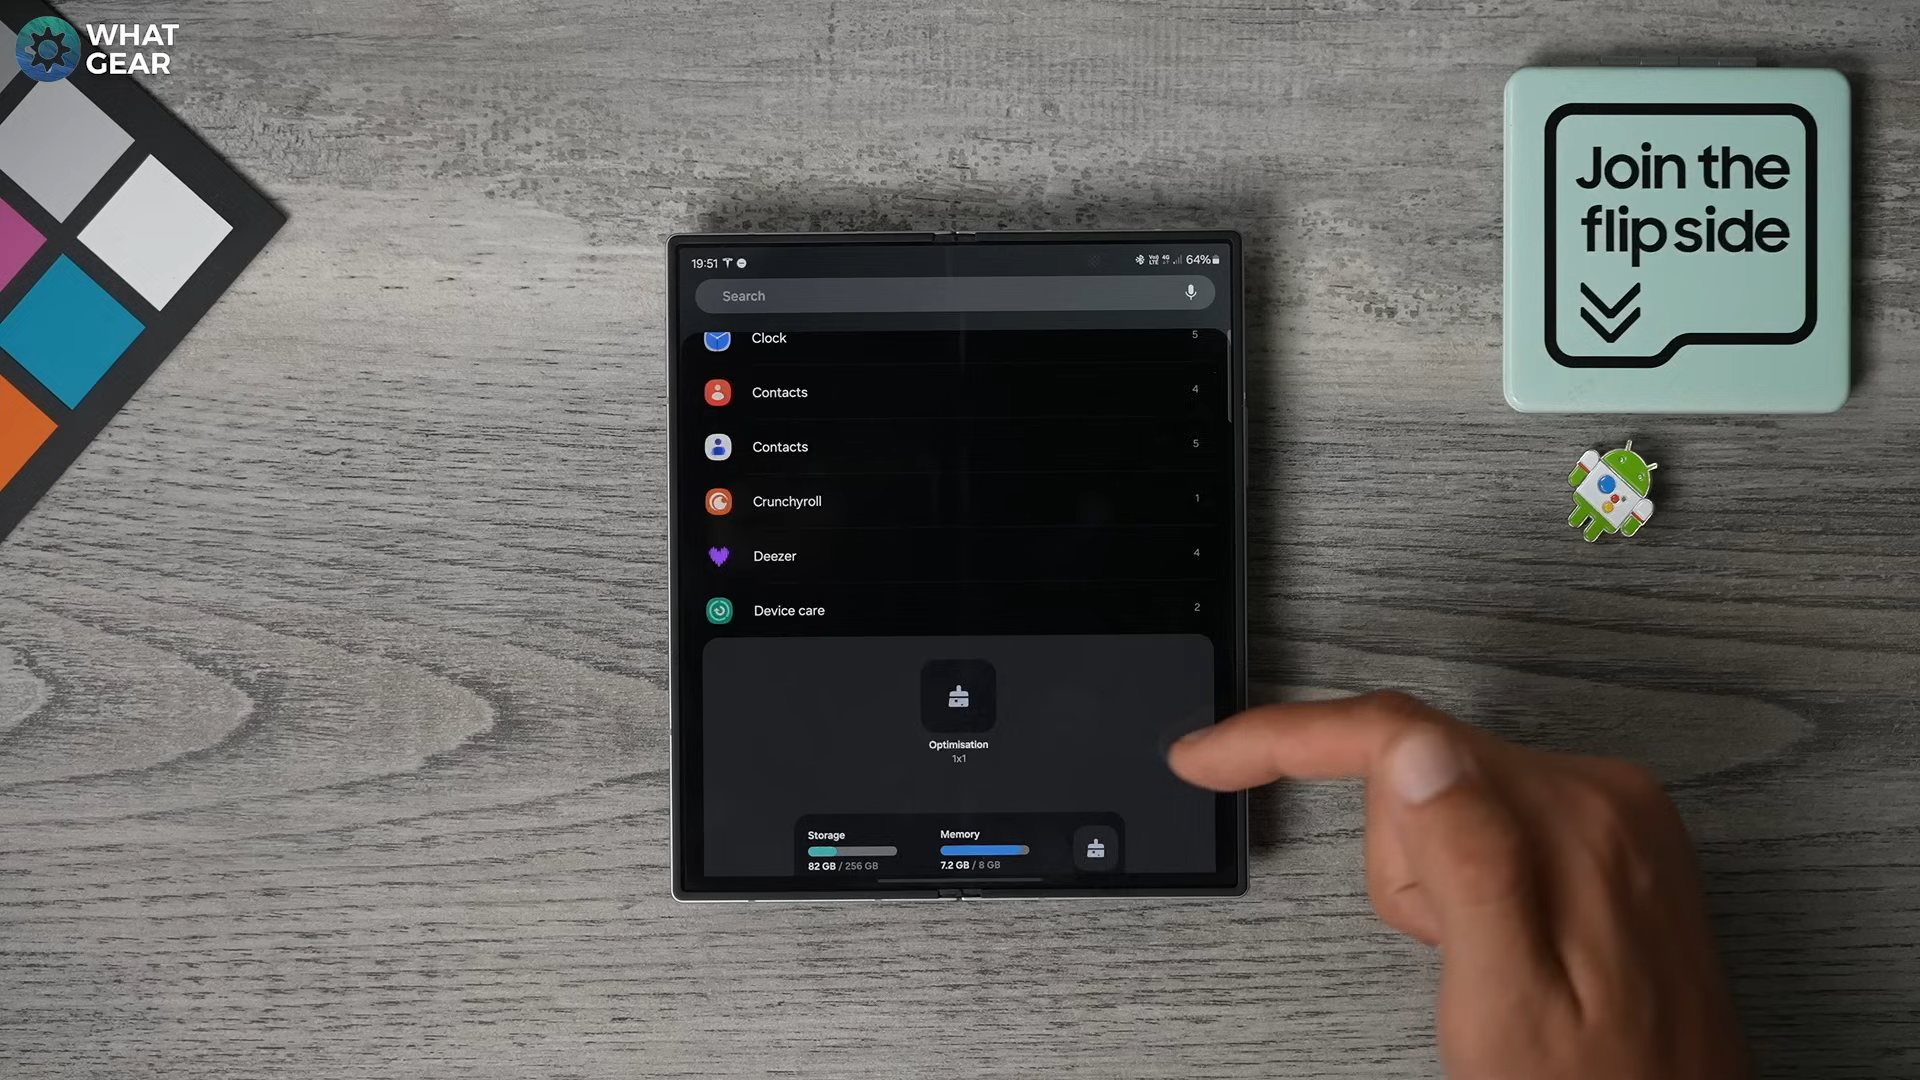 WHAT
GEAR
Join the
flip side
19:51
64%
Search
Clock 5
Contacts 4
Contacts 5
Crunchyroll 1
Deezer 4
Device care 2
Optimisation
1x1
Storage
82 GB / 256 GB
Memory
7.2 GB / 8 GB